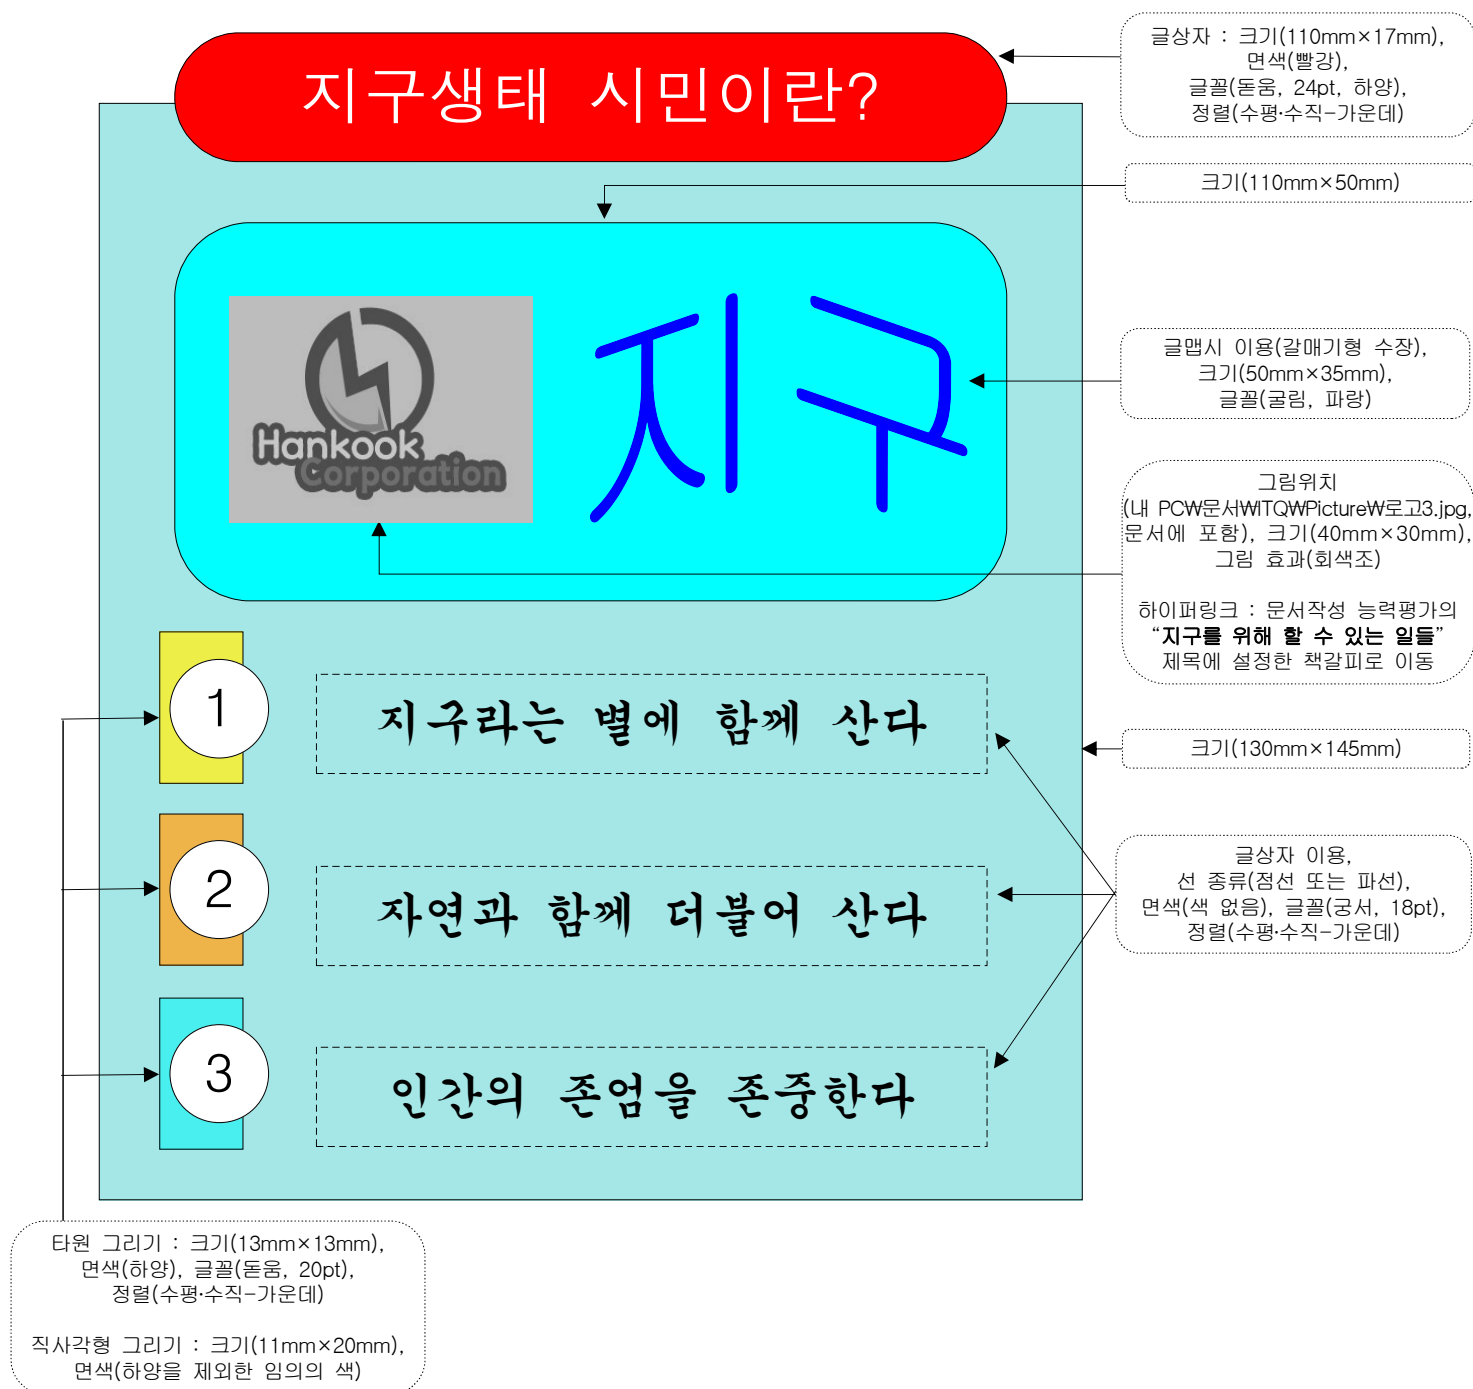 지구생태 시민이란?
글상자 : 크기(110mm×17mm),
면색(빨강),
글꼴(돋움, 24pt, 하양),
정렬(수평·수직-가운데)
크기(110mm×50mm)
Hankook
Corporation
지구
글맵시 이용(갈매기형 수장),
크기(50mm×35mm),
글꼴(굴림, 파랑)
그림위치
(내 PC₩문서₩ITQ₩Picture₩로고3.jpg,
문서에 포함), 크기(40mm×30mm),
그림 효과(회색조)
하이퍼링크 : 문서작성 능력평가의
“지구를 위해 할 수 있는 일들”
제목에 설정한 책갈피로 이동
1
지구라는 별에 함께 산다
크기(130mm×145mm)
2
자연과 함께 더불어 산다
글상자 이용,
선 종류(점선 또는 파선),
면색(색 없음), 글꼴(궁서, 18pt),
정렬(수평·수직-가운데)
3
인간의 존엄을 존중한다
타원 그리기 : 크기(13mm×13mm),
면색(하양), 글꼴(돋움, 20pt),
정렬(수평·수직-가운데)
직사각형 그리기 : 크기(11mm×20mm),
면색(하양을 제외한 임의의 색)